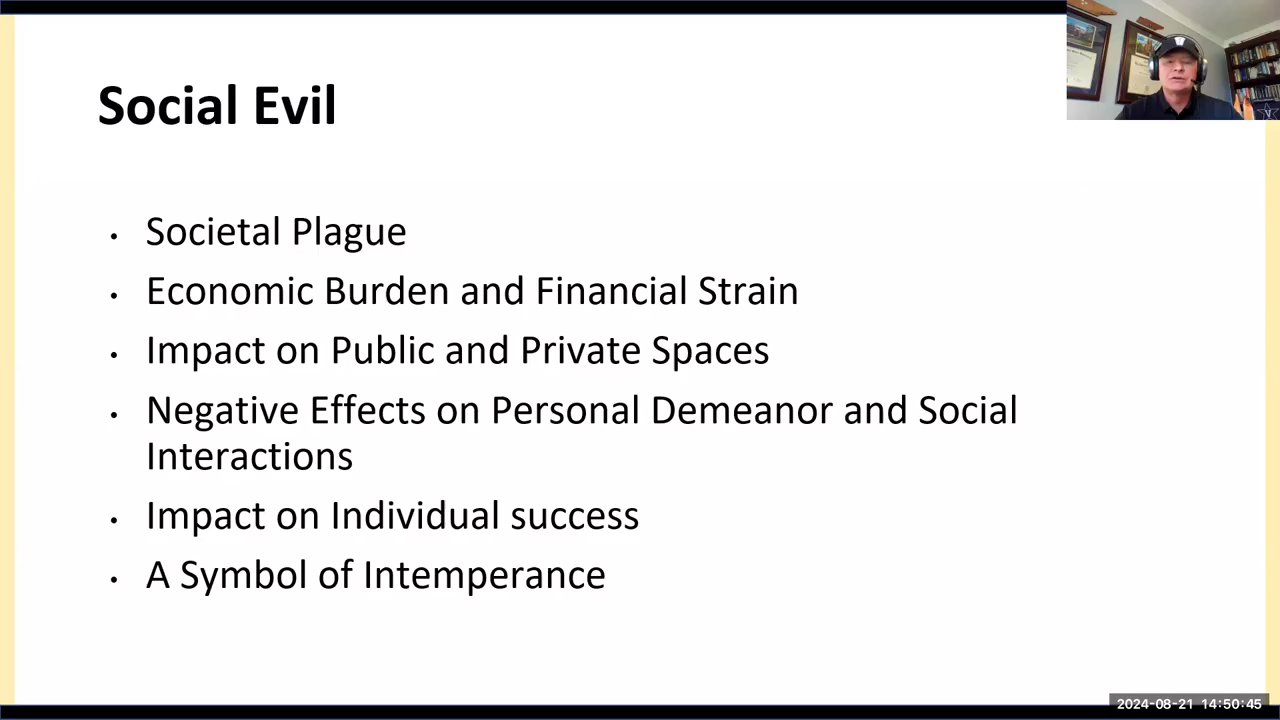 Social Evil
• Societal Plague
• Economic Burden and Financial Strain
• Impact on Public and Private Spaces
• Negative Effects on Personal Demeanor and Social
Interactions
• Impact on Individual success
• A Symbol of Intemperance
2024-08-21 14:50:45